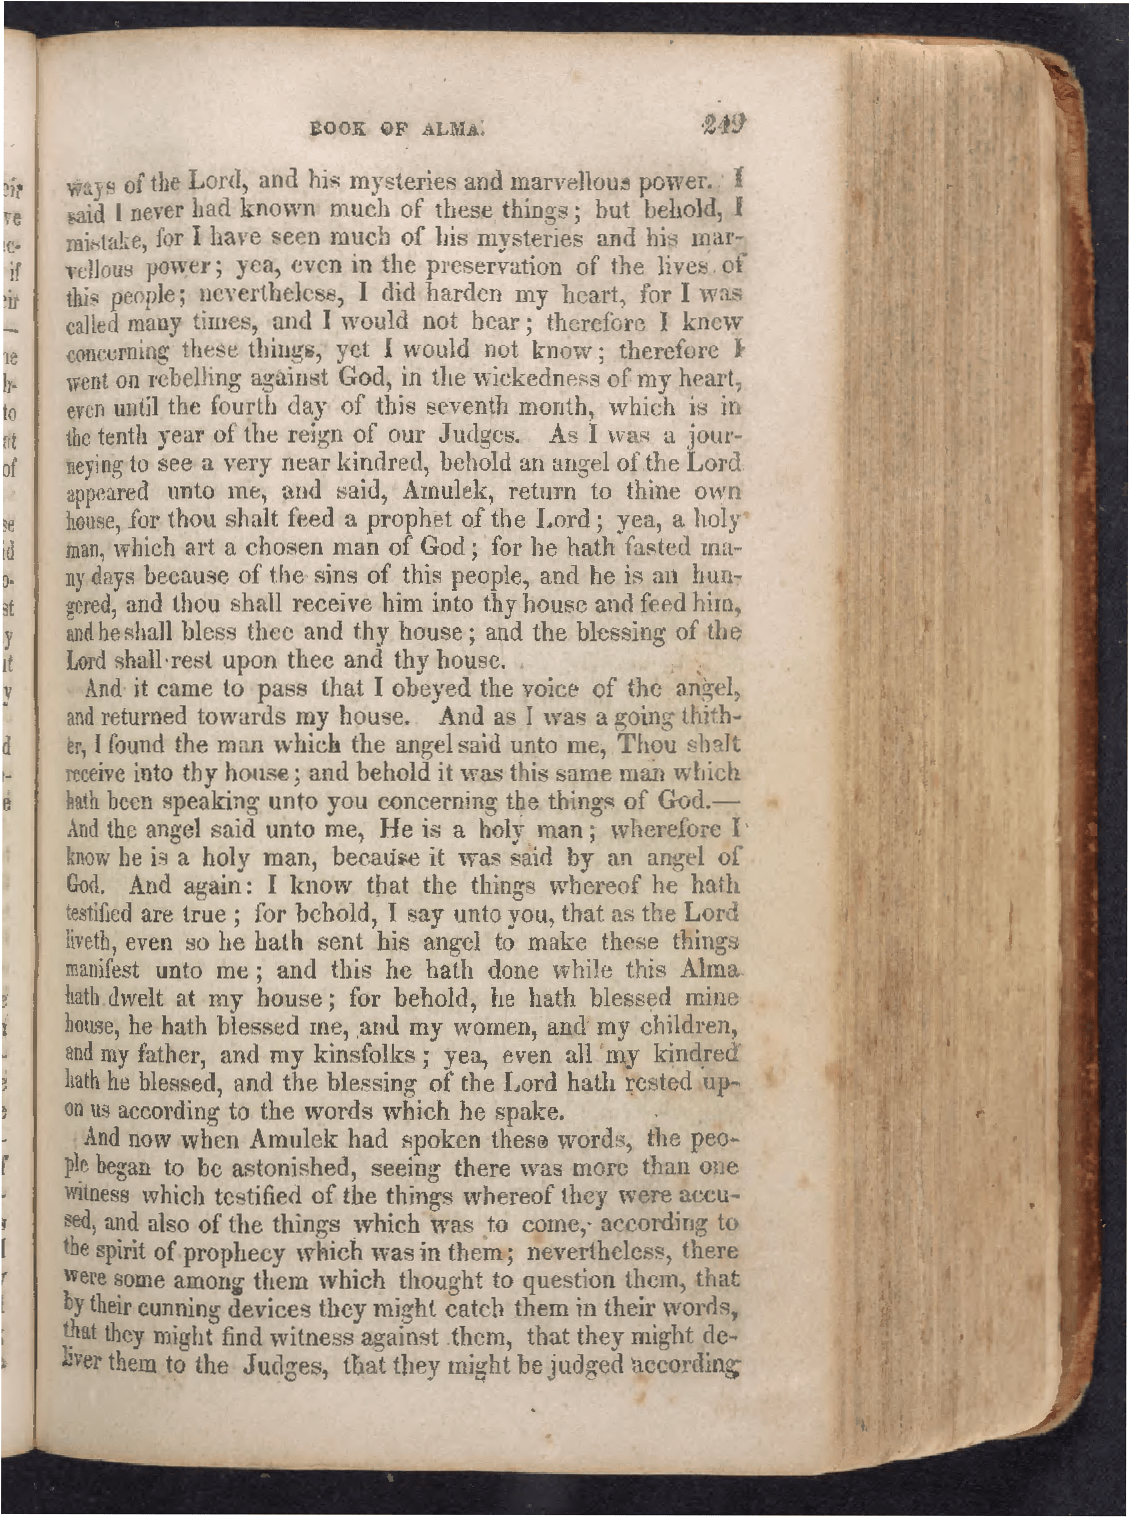 BOOK OF ALMA. 249
ways of the Lord, and his mysteries and marvellous power. I
said I never had known much of these things; but behold, I
mistake, for I have seen much of his mysteries and his mar-
vellous power; yea, even in the preservation of the lives of
this people; nevertheless, I did harden my heart, for I was
called many times, and I would not hear; therefore I knew
concerning these things, yet I would not know; therefore I
went on rebelling against God, in the wickedness of my heart,
even until the fourth day of this seventh month, which is in
the tenth year of the reign of our Judges. As I was a jour-
neying to see a very near kindred, behold an angel of the Lord
appeared unto me, and said, Amulek, return to thine own
house, for thou shalt feed a prophet of the Lord; yea, a holy
man, which art a chosen man of God; for he hath fasted ma-
ny days because of the sins of this people, and he is an hun-
gered, and thou shall receive him into thy house and feed him,
and he shall bless thee and thy house; and the blessing of the
Lord shall rest upon thee and thy house.
And it came to pass that I obeyed the voice of the angel,
and returned towards my house. And as I was a going thith-
er, I found the man which the angel said unto me, Thou shalt
receive into thy house; and behold it was this same man which
hath been speaking unto you concerning the things of God.—
And the angel said unto me, He is a holy man; wherefore I
know he is a holy man, because it was said by an angel of
God. And again: I know that the things whereof he hath
testified are true; for behold, I say unto you, that as the Lord
liveth, even so he hath sent his angel to make these things
manifest unto me; and this he hath done while this Alma
hath dwelt at my house; for behold, he hath blessed mine
house, he hath blessed me, and my women, and my children,
and my father, and my kinsfolks; yea, even all my kindred
hath he blessed, and the blessing of the Lord hath rested up-
on us according to the words which he spake.
And now when Amulek had spoken these words, the peo-
ple began to be astonished, seeing there was more than one
witness which testified of the things whereof they were accu-
sed, and also of the things which was to come, according to
the spirit of prophecy which was in them; nevertheless, there
were some among them which thought to question them, that
by their cunning devices they might catch them in their words,
that they might find witness against them, that they might de-
liver them to the Judges, that they might be judged according